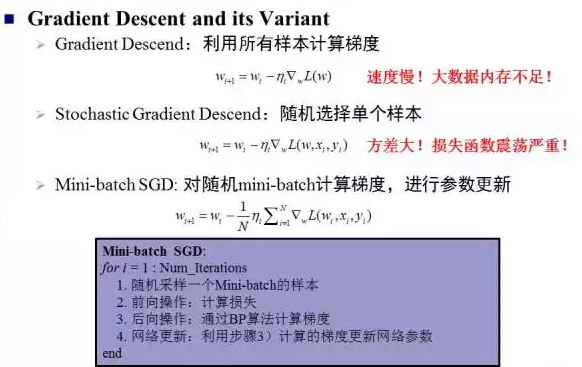 Gradient Descent and its Variant
Gradient Descend：利用所有样本计算梯度
w_{t+1} = w_t − η_t ∇_w L(w) 速度慢！大数据内存不足！
Stochastic Gradient Descend：随机选择单个样本
w_{t+1} = w_t − η_t ∇_w L(w, x_i, y_i) 方差大！损失函数震荡严重！
Mini-batch SGD: 对随机mini-batch计算梯度，进行参数更新
w_{t+1} = w_t − \frac{1}{N} η_t ∑_{i=1}^{N} ∇_w L(w_t, x_i, y_i)
Mini-batch SGD:
for i = 1 : Num_Iterations
1. 随机采样一个Mini-batch的样本
2. 前向操作：计算损失
3. 后向操作：通过BP算法计算梯度
4. 网络更新：利用步骤3）计算的梯度更新网络参数
end